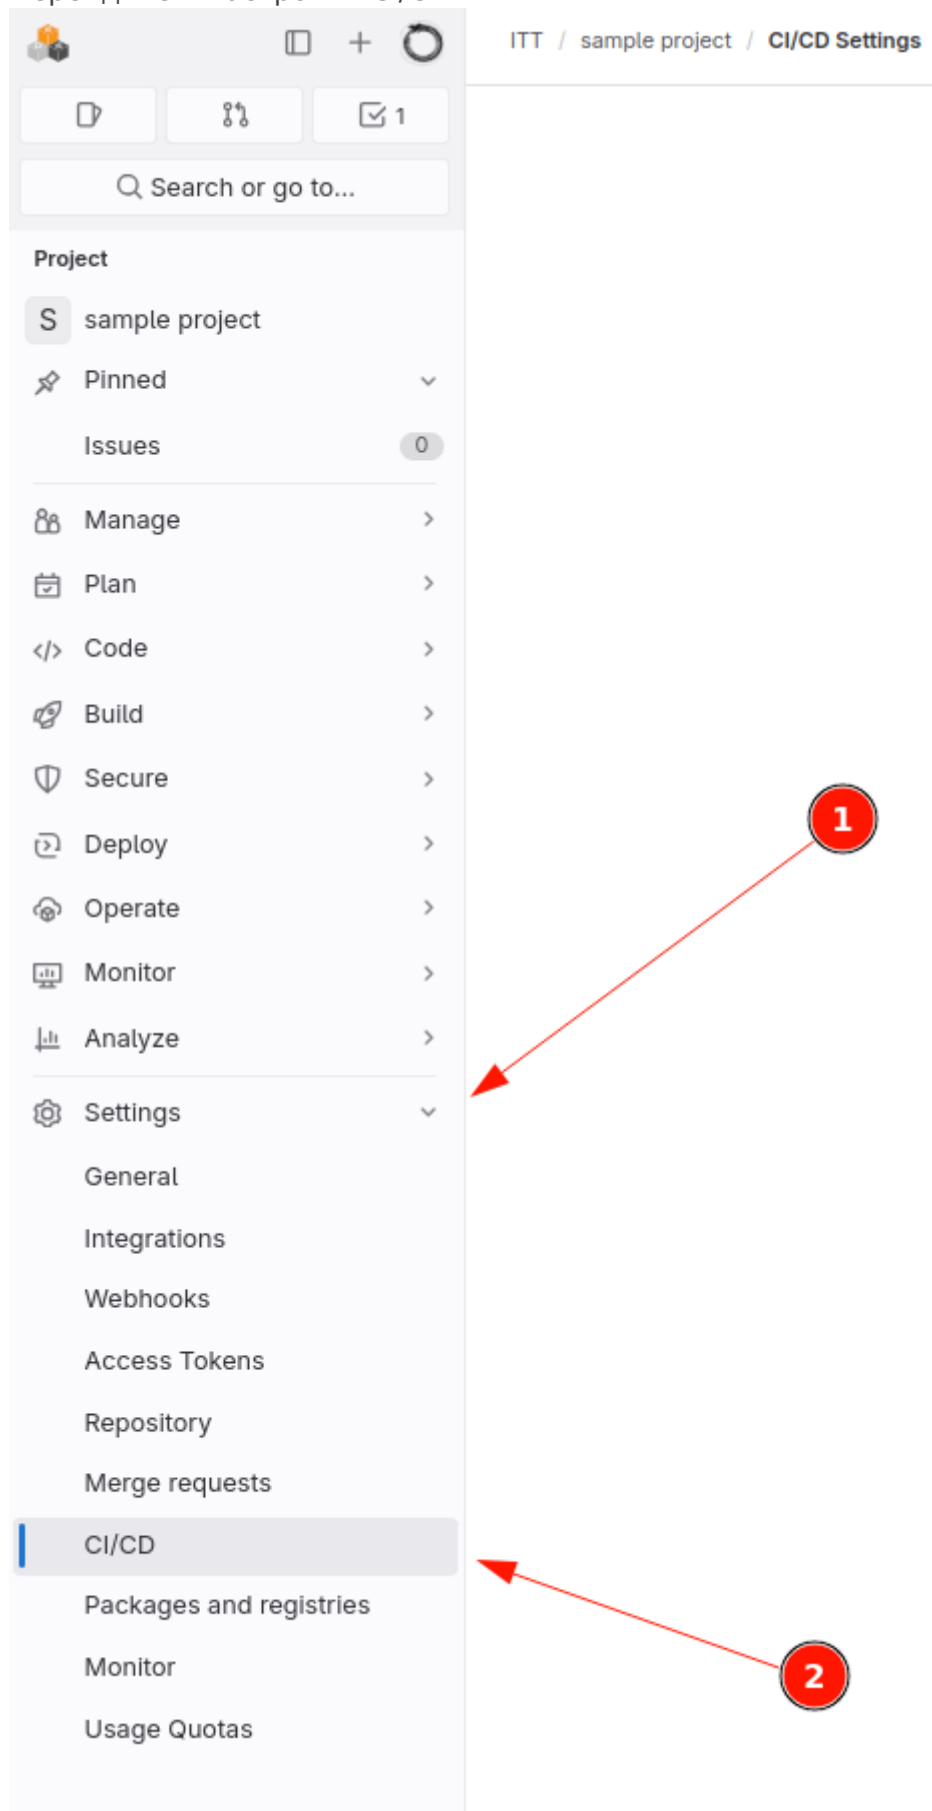 ITT / sample project / CI/CD Settings
1
Search or go to...
Project
S sample project
Pinned
Issues 0
Manage
Plan
Code
Build
Secure
1
Deploy
Operate
Monitor
Analyze
Settings
General
Integrations
Webhooks
Access Tokens
Repository
Merge requests
CI/CD
Packages and registries
Monitor
2
Usage Quotas